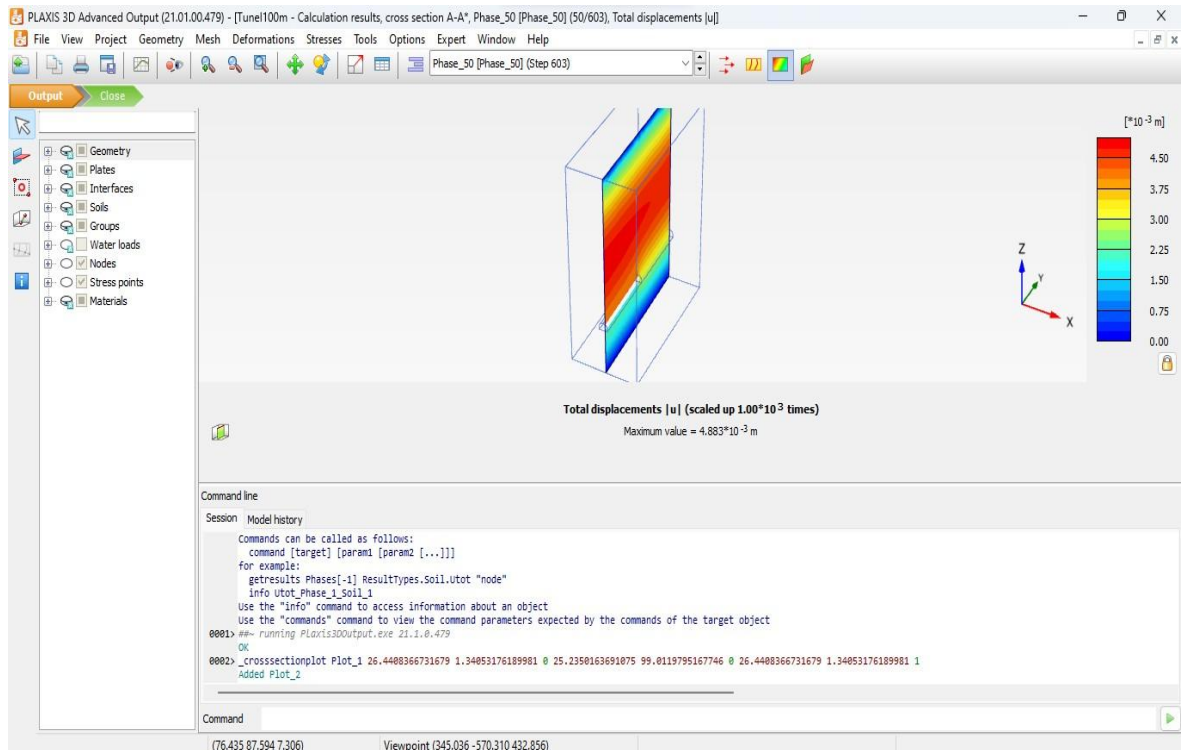 PLAXIS 3D Advanced Output (21.01.00.479) - [Tunel100m - Calculation results, cross section A-A*, Phase_50 [Phase_50] (50/603), Total displacements |u|]
File View Project Geometry Mesh Deformations Stresses Tools Options Expert Window Help
Phase_50 [Phase_50] (Step 603)
Output Close
Geometry
Plates
Interfaces
Soils
Groups
Water loads
Nodes
Stress points
Materials
[*10 -3 m]
4.50
3.75
3.00
2.25
1.50
0.75
0.00
Z
Y
X
Total displacements |u| (scaled up 1.00*10 3 times)
Maximum value = 4.883*10 -3 m
Command line
Session Model history
Commands can be called as follows:
command [target] [param1 [param2 [...]]]
for example:
getresults Phases[-1] ResultTypes.Soil.Utot "node"
info Utot_Phase_1_Soil_1
Use the "info" command to access information about an object
Use the "commands" command to view the command parameters expected by the commands of the target object
0001> ##~ running Plaxis3DOutput.exe 21.1.0.479
OK
0002> _crosssectionplot Plot_1 26.4408366731679 1.34053176189981 0 25.2350163691075 99.0119795167746 0 26.4408366731679 1.34053176189981 1
Added Plot_2
Command
(76.435 87.594 7.306) Viewpoint (345.036 -570.310 432.856)